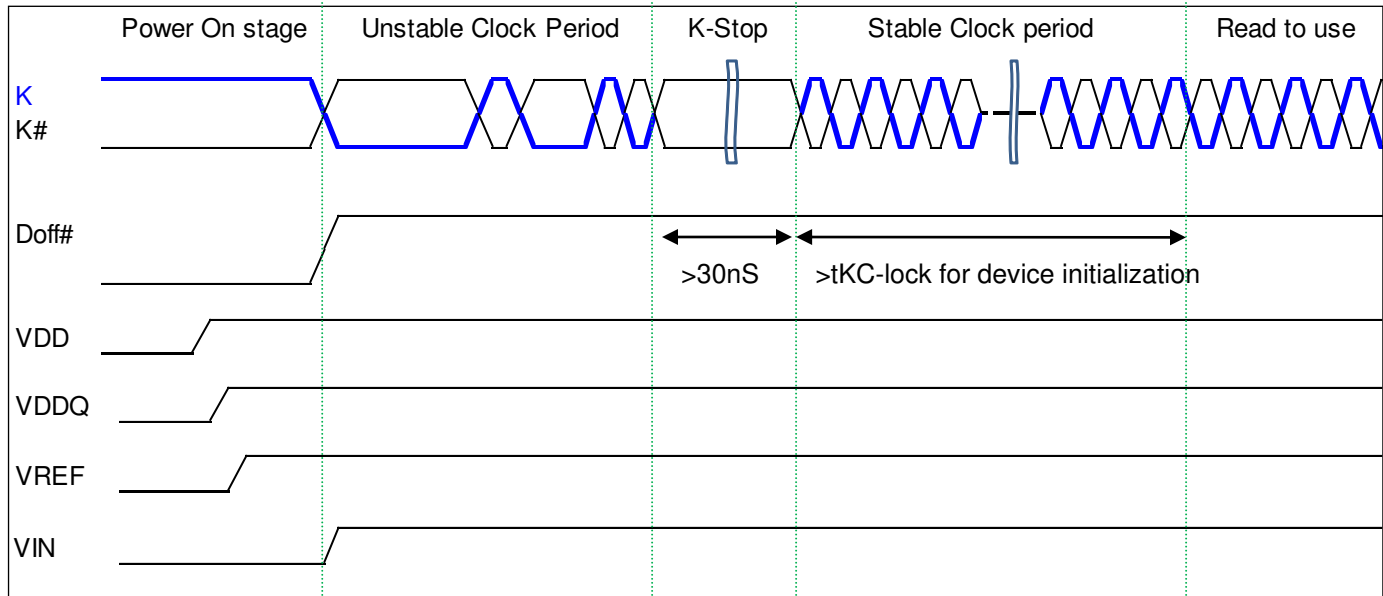 Power On stage Unstable Clock Period K-Stop Stable Clock period Read to use
K
K#
Doff#
>30nS >tKC-lock for device initialization
VDD
VDDQ
VREF
VIN